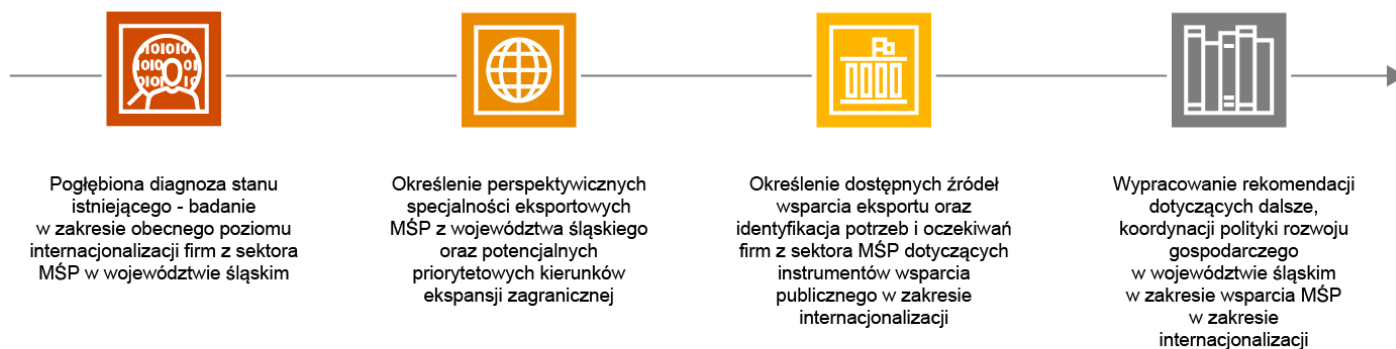 Pogłębiona diagnoza stanu
istniejącego - badanie
w zakresie obecnego poziomu
internacjonalizacji firm z sektora
MŚP w województwie śląskim
Określenie perspektywicznych
specjalności eksportowych
MŚP z województwa śląskiego
oraz potencjalnych
priorytetowych kierunków
ekspansji zagranicznej
Określenie dostępnych źródeł
wsparcia eksportu oraz
identyfikacja potrzeb i oczekiwań
firm z sektora MŚP dotyczących
instrumentów wsparcia
publicznego w zakresie
internacjonalizacji
Wypracowanie rekomendacji
dotyczących dalsze,
koordynacji polityki rozwoju
gospodarczego
w województwie śląskim
w zakresie wsparcia MŚP
w zakresie
internacjonalizacji